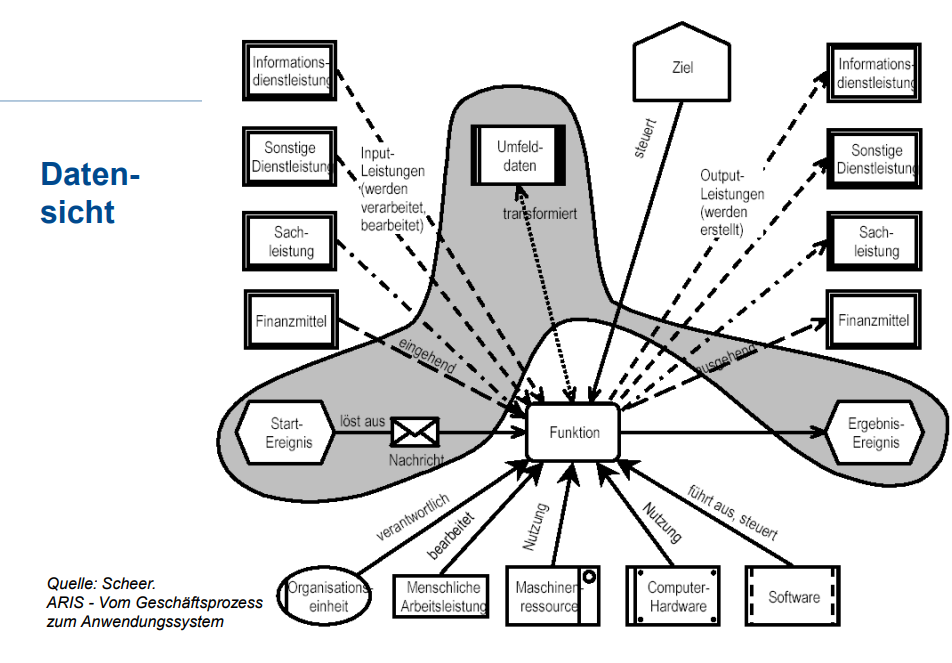 Daten-
sicht
Informations-
dienstleistung
Sonstige
Dienstleistung
Sach-
leistung
Finanzmittel
Input-
Leistungen
(werden
verarbeitet,
bearbeitet)
Umfeld-
daten
transformiert
Ziel
steuert
Output-
Leistungen
(werden
erstellt)
Informations-
dienstleistung
Sonstige
Dienstleistung
Sach-
leistung
Finanzmittel
eingehend
ausgehend
Start-
Ereignis
löst aus
Nachricht
Funktion
Ergebnis-
Ereignis
verantwortlich
bearbeitet
Nutzung
Nutzung
führt aus, steuert
Organisations-
einheit
Menschliche
Arbeitsleistung
Maschinen-
ressource
Computer-
Hardware
Software
Quelle: Scheer.
ARIS - Vom Geschäftsprozess
zum Anwendungssystem